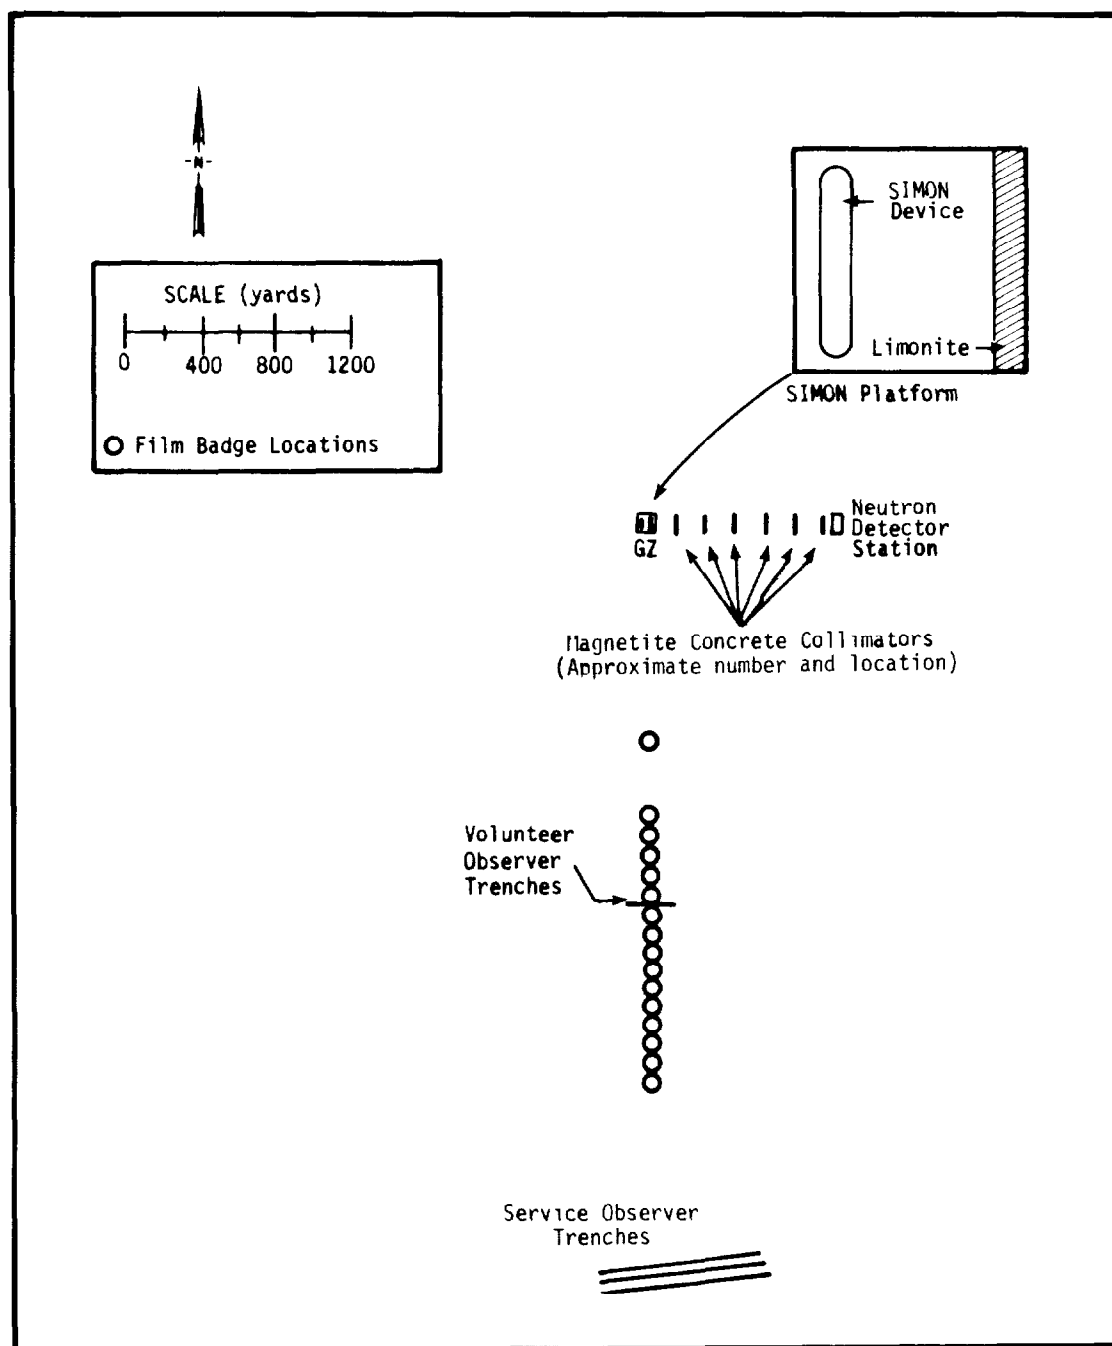 -N-
SCALE (yards)
0 400 800 1200
Film Badge Locations
SIMON
Device
Limonite
SIMON Platform
GZ
Neutron
Detector
Station
Magnetite Concrete Collimators
(Approximate number and location)
Volunteer
Observer
Trenches
Service Observer
Trenches